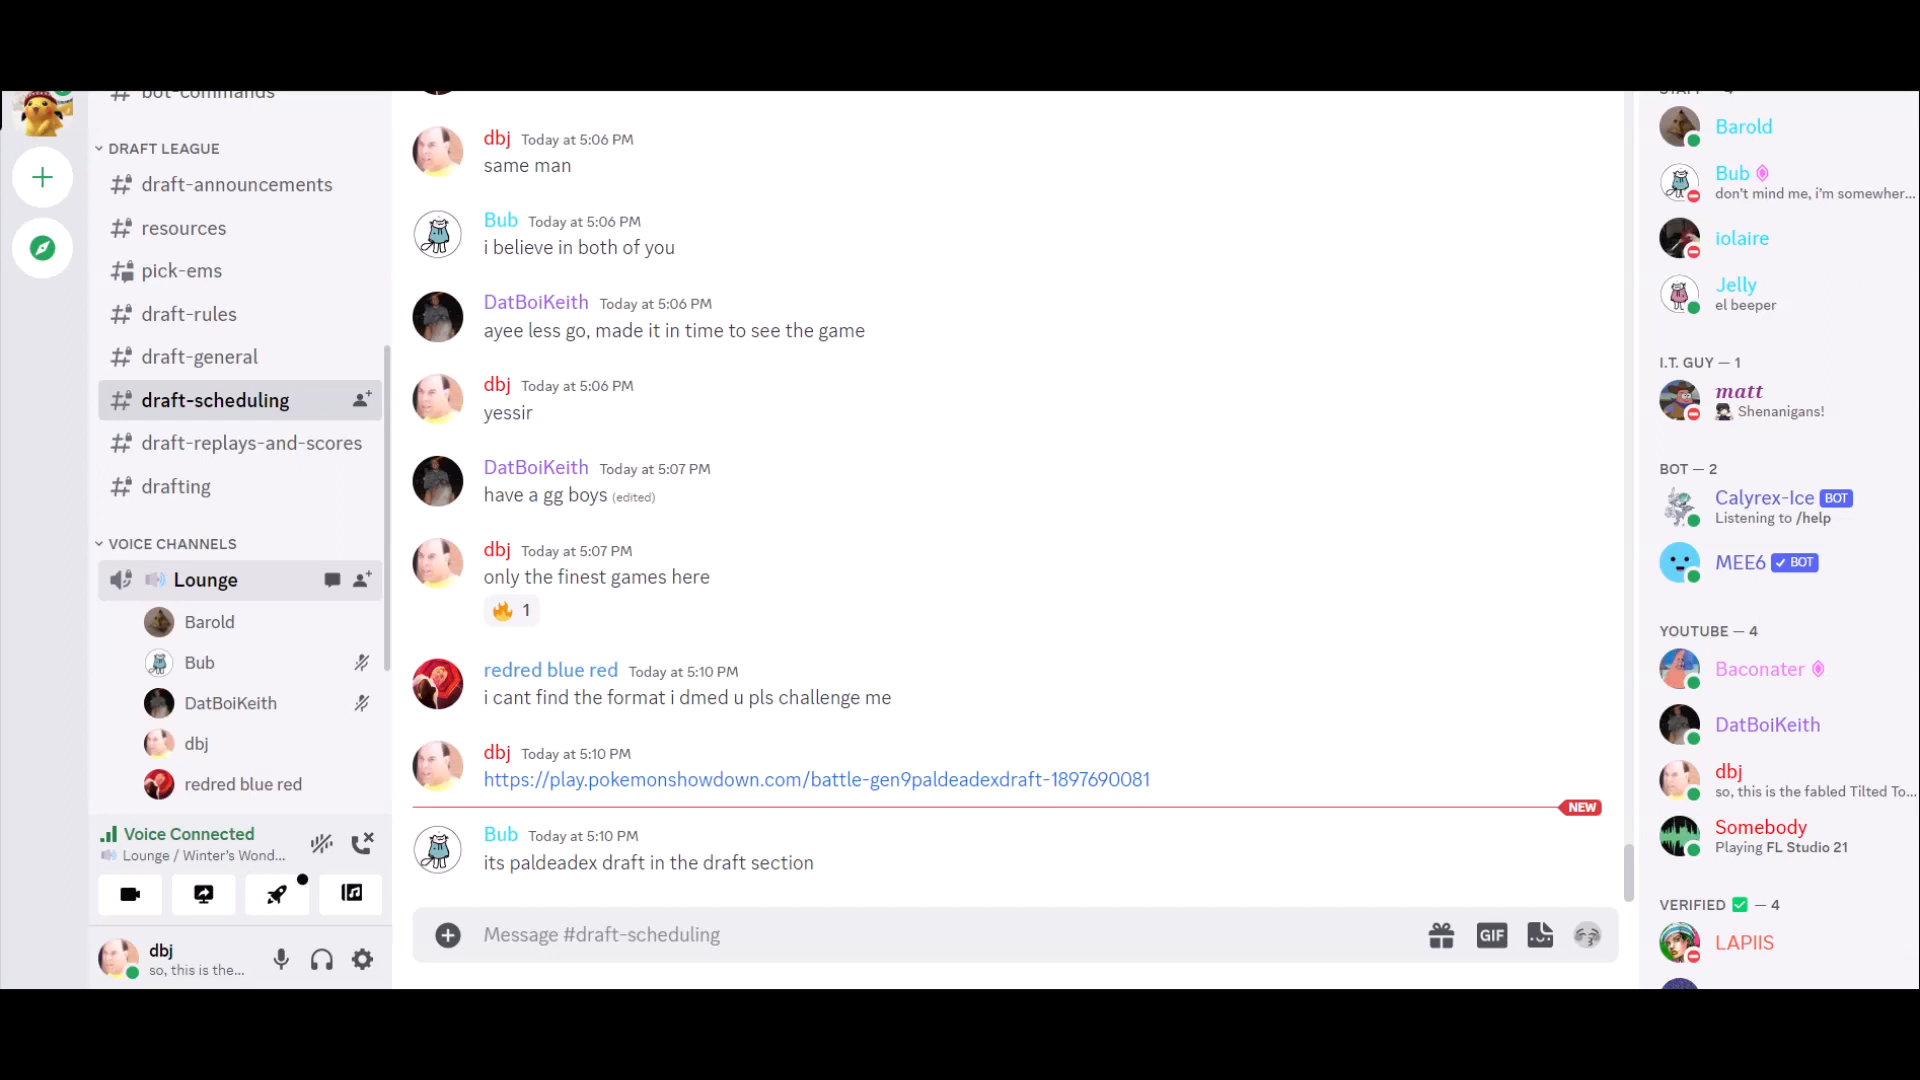 bot-commands
DRAFT LEAGUE
draft-announcements
resources
pick-ems
draft-rules
draft-general
draft-scheduling
draft-replays-and-scores
drafting
VOICE CHANNELS
Lounge
Barold
Bub
DatBoiKeith
dbj
redred blue red
Voice Connected
Lounge / Winter's Wond...
dbj
so, this is the...
dbj Today at 5:06 PM
same man
Bub Today at 5:06 PM
i believe in both of you
DatBoiKeith Today at 5:06 PM
ayee less go, made it in time to see the game
dbj Today at 5:06 PM
yessir
DatBoiKeith Today at 5:07 PM
have a gg boys (edited)
dbj Today at 5:07 PM
only the finest games here
1
redred blue red Today at 5:10 PM
i cant find the format i dmed u pls challenge me
dbj Today at 5:10 PM
https://play.pokemonshowdown.com/battle-gen9paldeadexdraft-1897690081
NEW
Bub Today at 5:10 PM
its paldeadex draft in the draft section
Message #draft-scheduling
GIF
STAFF — 4
Barold
Bub
don't mind me, i'm somewher...
iolaire
Jelly
el beeper
I.T. GUY — 1
matt
Shenanigans!
BOT — 2
Calyrex-Ice BOT
Listening to /help
MEE6 ✓ BOT
YOUTUBE — 4
Baconater
DatBoiKeith
dbj
so, this is the fabled Tilted To...
Somebody
Playing FL Studio 21
VERIFIED ✅ — 4
LAPIIS